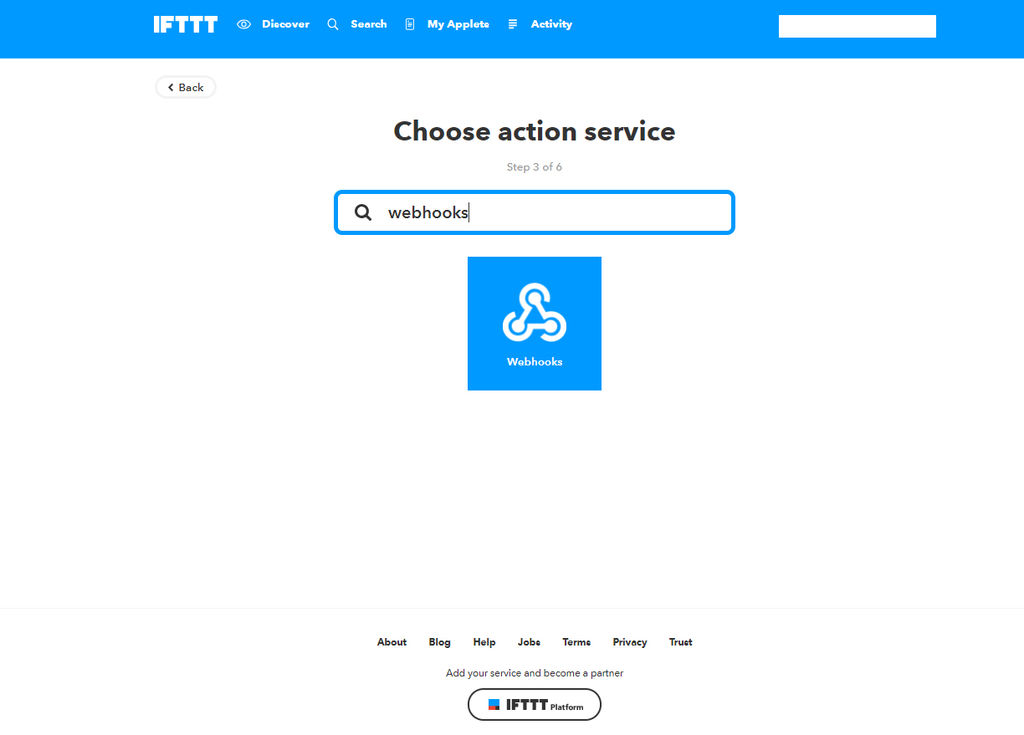 IFTTT Discover Search My Applets Activity
Back
Choose action service
Step 3 of 6
webhooks
Webhooks
About Blog Help Jobs Terms Privacy Trust
Add your service and become a partner
IFTTT Platform